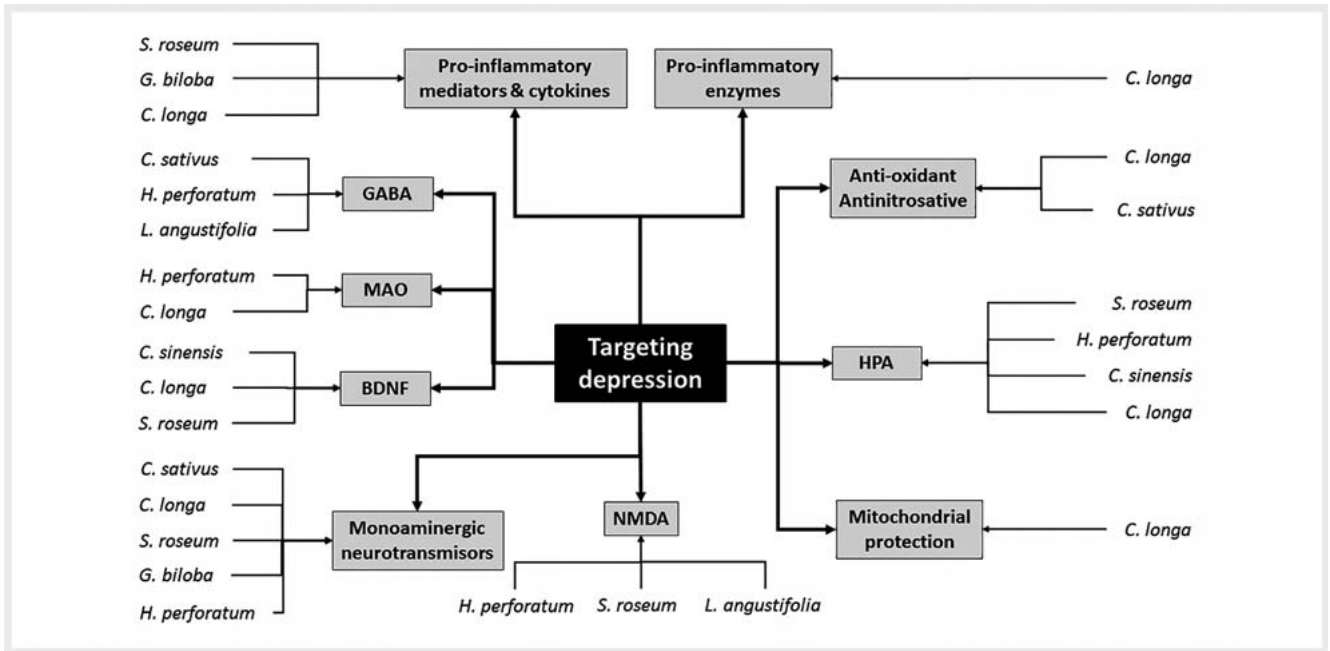 S. roseum
G. biloba
C. longa
Pro-inflammatory
mediators & cytokines
Pro-inflammatory
enzymes
C. longa
C. sativus
H. perforatum
L. angustifolia
GABA
Anti-oxidant
Antinitrosative
C. longa
C. sativus
H. perforatum
C. longa
MAO
C. sinensis
C. longa
S. roseum
BDNF
Targeting
depression
HPA
S. roseum
H. perforatum
C. sinensis
C. longa
C. sativus
C. longa
S. roseum
G. biloba
H. perforatum
Monoaminergic
neurotransmisors
NMDA
H. perforatum
S. roseum
L. angustifolia
Mitochondrial
protection
C. longa